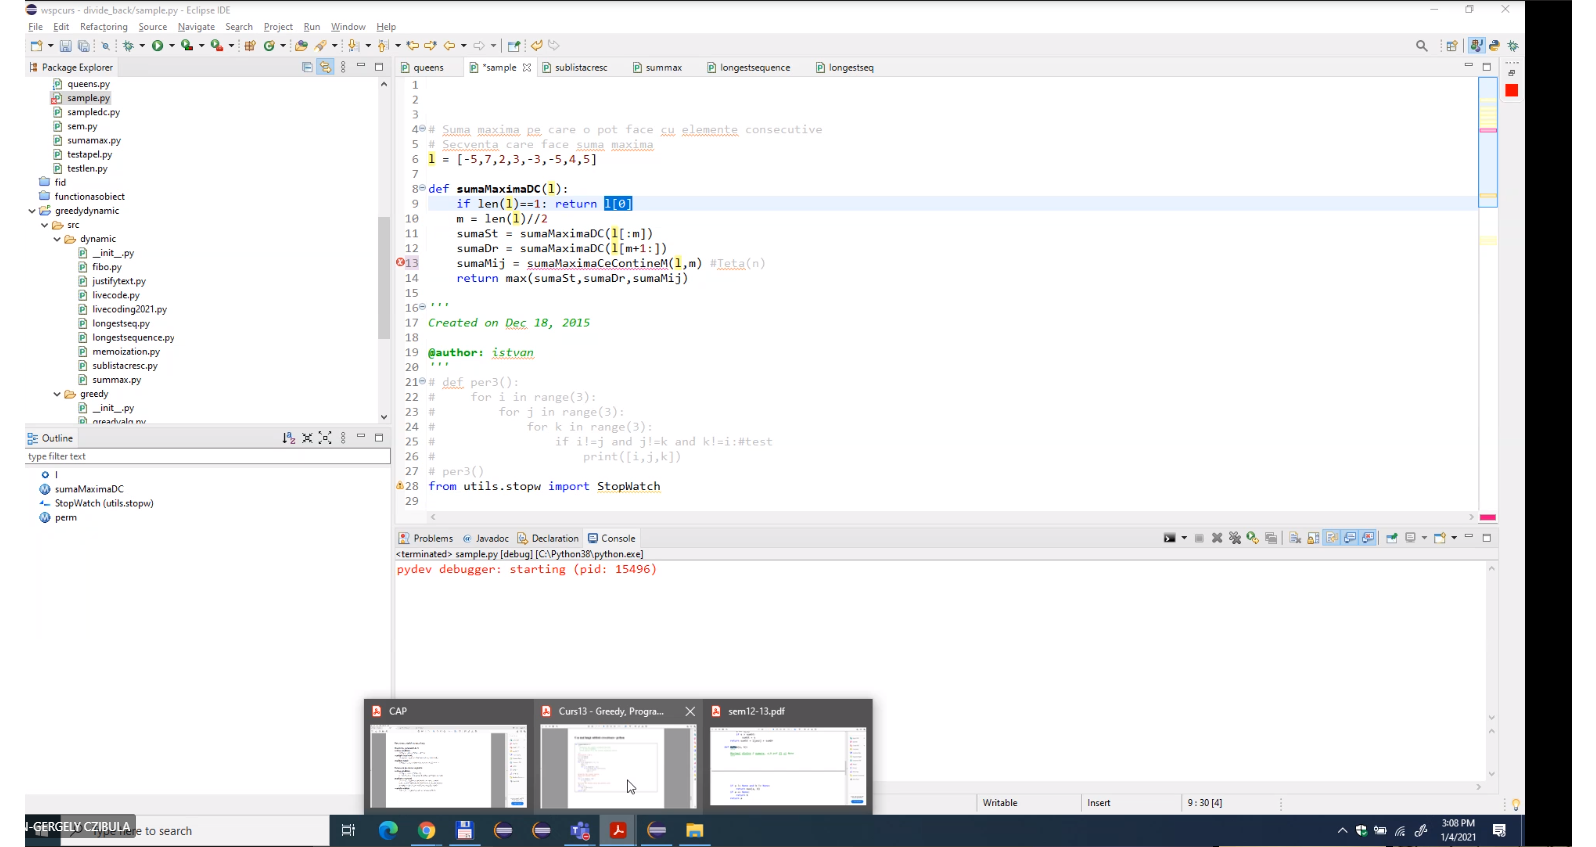 wspcurs - divide_back/sample.py - Eclipse IDE
File Edit Refactoring Source Navigate Search Project Run Window Help
Package Explorer
queens.py
sample.py
sampledc.py
sem.py
sumamax.py
testapel.py
testlen.py
fid
functionasobiect
greedydynamic
src
dynamic
__init__.py
fibo.py
justifytext.py
livecode.py
livecoding2021.py
longestseq.py
longestsequence.py
memoization.py
sublistacresc.py
summax.py
greedy
__init__.py
Outline
type filter text
l
sumaMaximaDC
StopWatch (utils.stopw)
perm
queens *sample sublistacresc summax longestsequence longestseq
1
2
3
4 # Suma maxima pe care o pot face cu elemente consecutive
5 # Secventa care face suma maxima
6 l = [-5,7,2,3,-3,-5,4,5]
7
8 def sumaMaximaDC(l):
9 if len(l)==1: return l[0]
10 m = len(l)//2
11 sumaSt = sumaMaximaDC(l[:m])
12 sumaDr = sumaMaximaDC(l[m+1:])
13 sumaMij = sumaMaximaCeContineM(l,m) #Teta(n)
14 return max(sumaSt,sumaDr,sumaMij)
15
16 '''
17 Created on Dec 18, 2015
18
19 @author: istvan
20 '''
21 # def per3():
22 # for i in range(3):
23 # for j in range(3):
24 # for k in range(3):
25 # if i!=j and j!=k and k!=i:#test
26 # print([i,j,k])
27 # per3()
28 from utils.stopw import StopWatch
29
Problems Javadoc Declaration Console
<terminated> sample.py [debug] [C:\Python38\python.exe]
pydev debugger: starting (pid: 15496)
CAP
Curs13 - Greedy, Progra...
sem12-13.pdf
Writable Insert 9 : 30 [4]
N-GERGELY CZIBULA
here to search
3:08 PM
1/4/2021